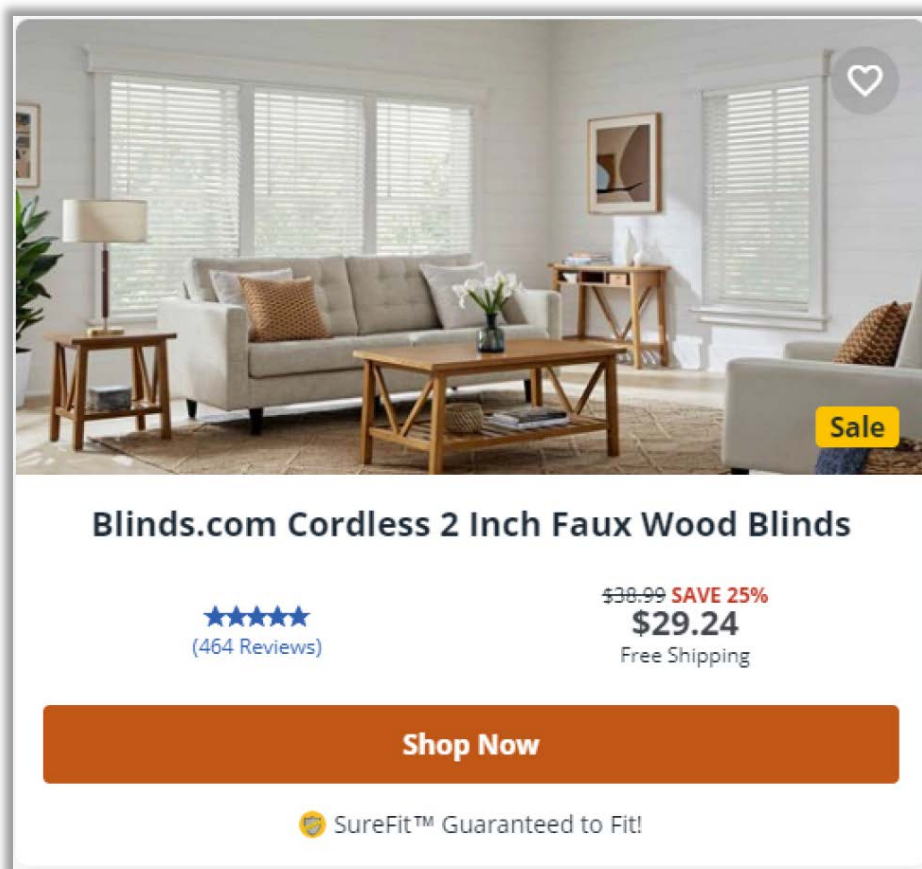 Sale
Blinds.com Cordless 2 Inch Faux Wood Blinds
(464 Reviews)
$38.99 SAVE 25%
$29.24
Free Shipping
Shop Now
SureFit™ Guaranteed to Fit!